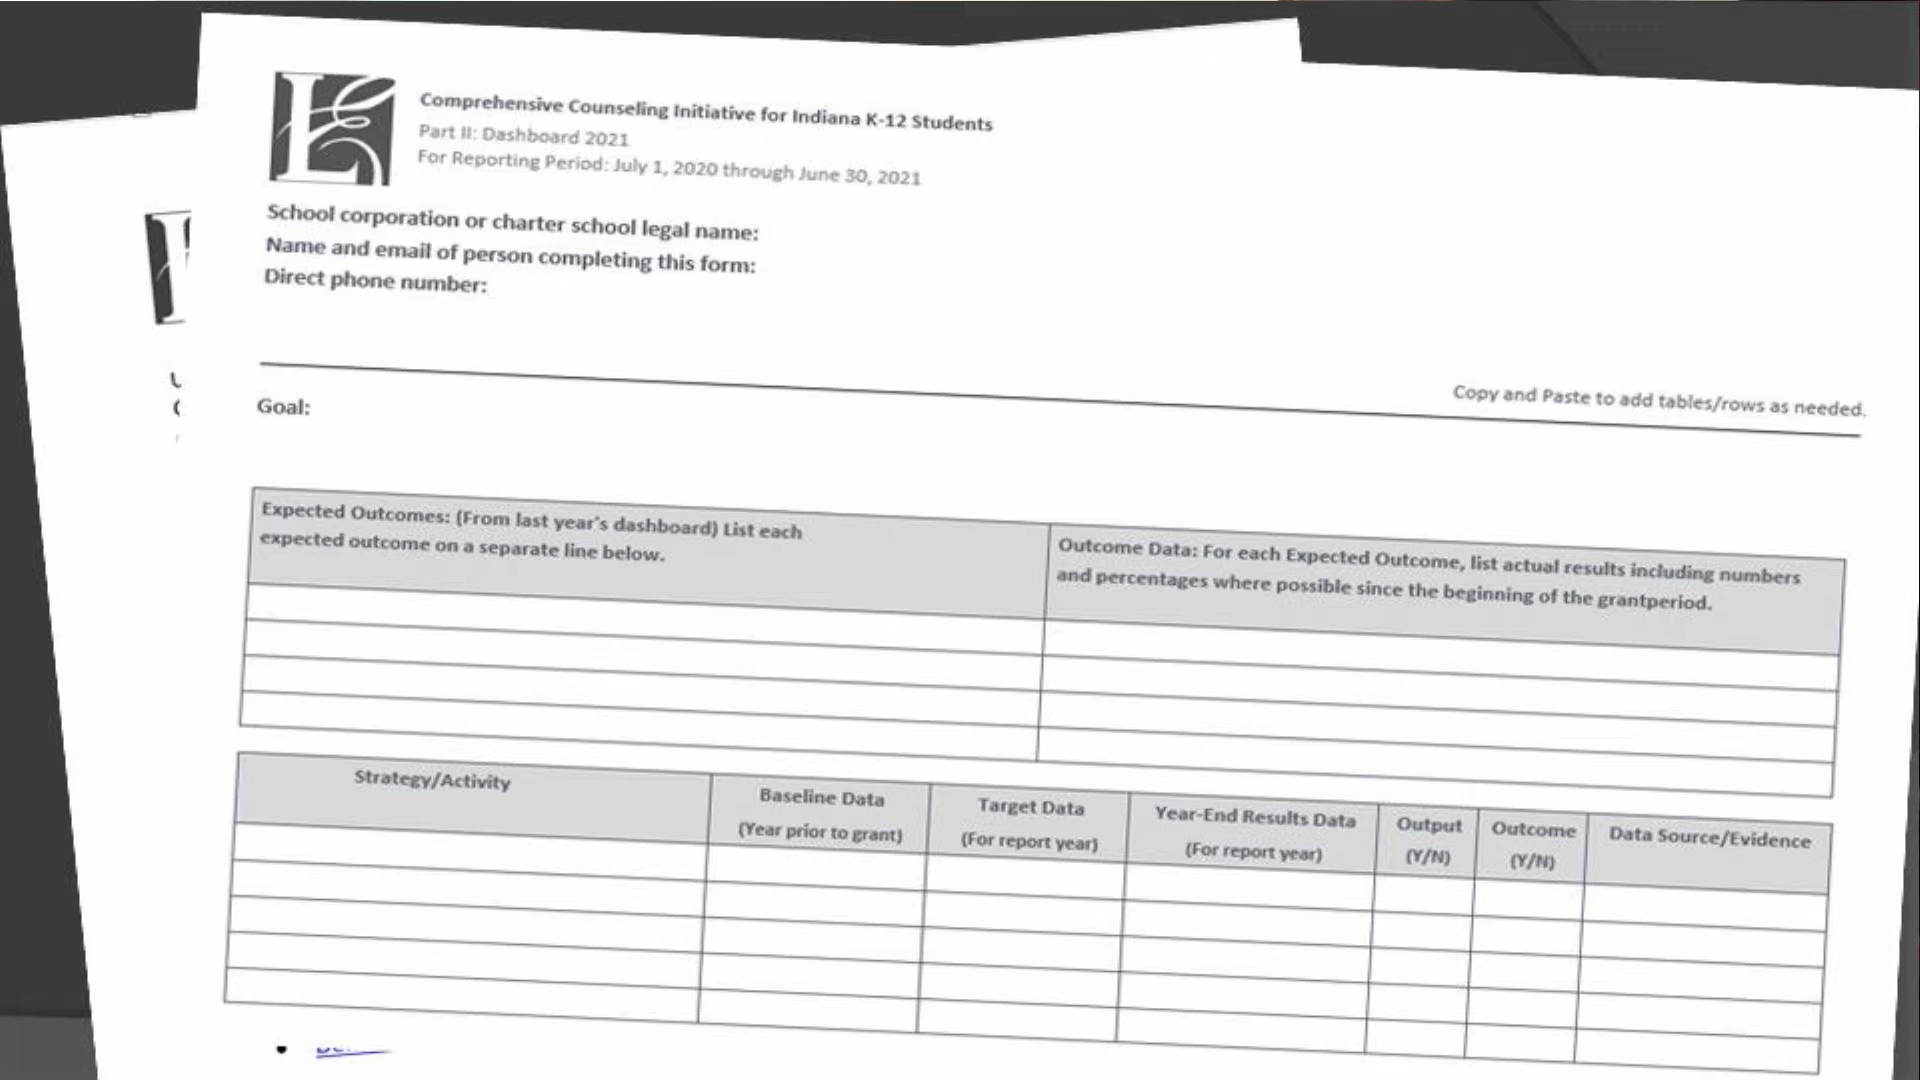 Comprehensive Counseling Initiative for Indiana K-12 Students
Part II: Dashboard 2021
For Reporting Period: July 1, 2020 through June 30, 2021
School corporation or charter school legal name:
Name and email of person completing this form:
Direct phone number:
Copy and Paste to add tables/rows as needed.
Goal:
Expected Outcomes: (From last year's dashboard) List each
expected outcome on a separate line below.
Outcome Data: For each Expected Outcome, list actual results including numbers
and percentages where possible since the beginning of the grantperiod.
Strategy/Activity
Baseline Data
(Year prior to grant)
Target Data
(For report year)
Year-End Results Data
(For report year)
Output
(Y/N)
Outcome
(Y/N)
Data Source/Evidence